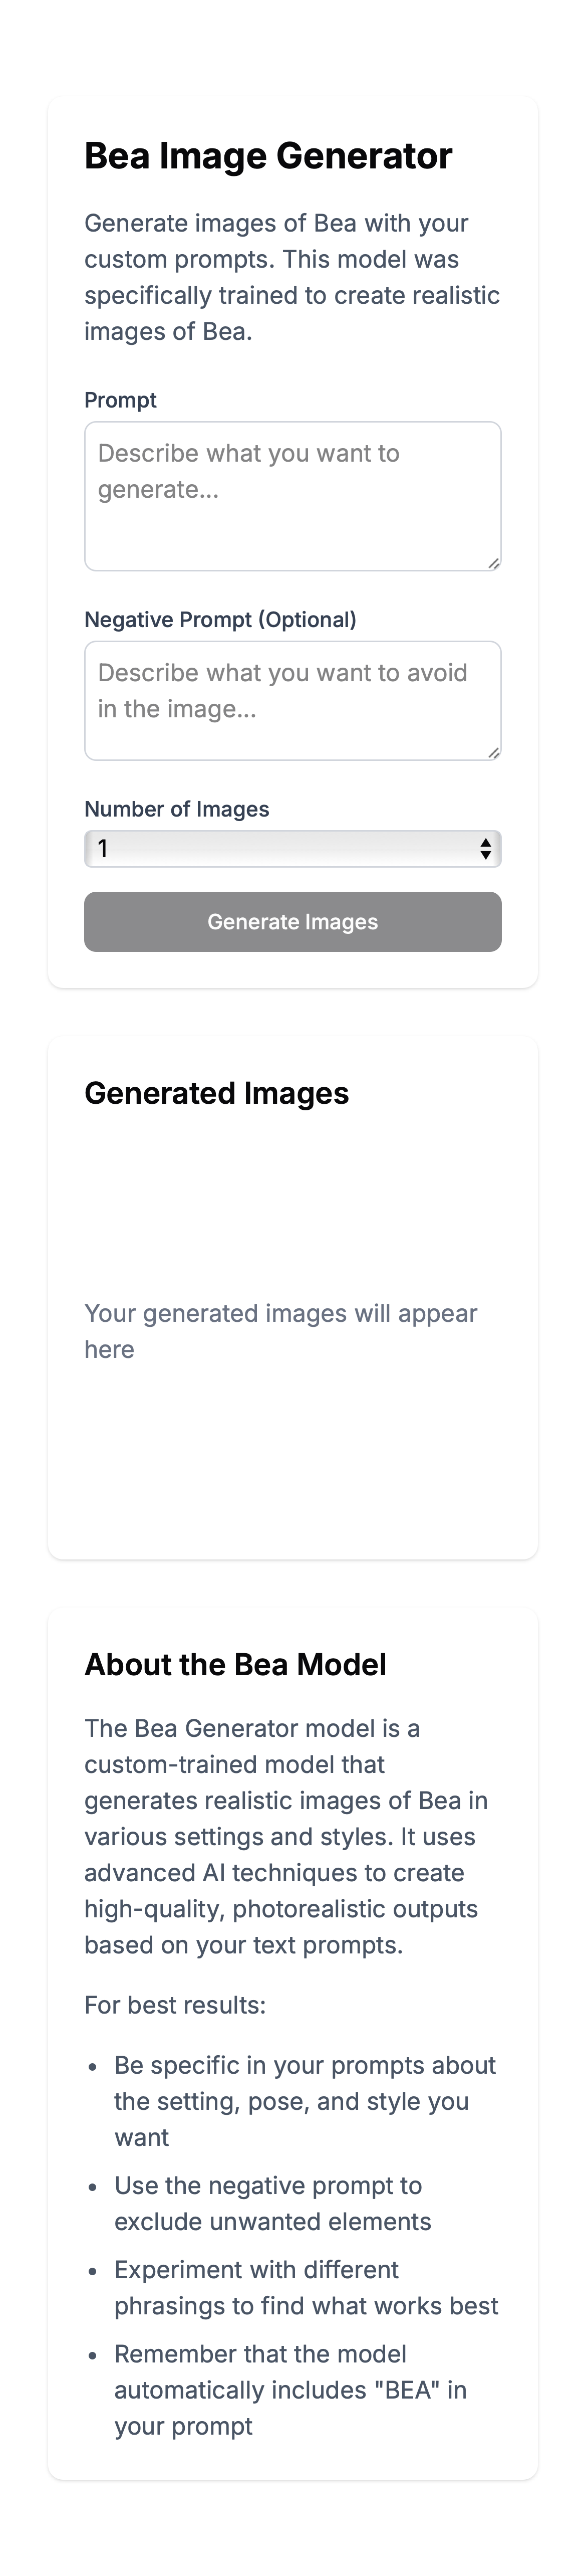 Bea Image Generator
Generate images of Bea with your
custom prompts. This model was
specifically trained to create realistic
images of Bea.
Prompt
Describe what you want to
generate...
Negative Prompt (Optional)
Describe what you want to avoid
in the image...
Number of Images
1
Generate Images
Generated Images
Your generated images will appear
here
About the Bea Model
The Bea Generator model is a
custom-trained model that
generates realistic images of Bea in
various settings and styles. It uses
advanced AI techniques to create
high-quality, photorealistic outputs
based on your text prompts.
For best results:
• Be specific in your prompts about
the setting, pose, and style you
want
• Use the negative prompt to
exclude unwanted elements
• Experiment with different
phrasings to find what works best
• Remember that the model
automatically includes "BEA" in
your prompt